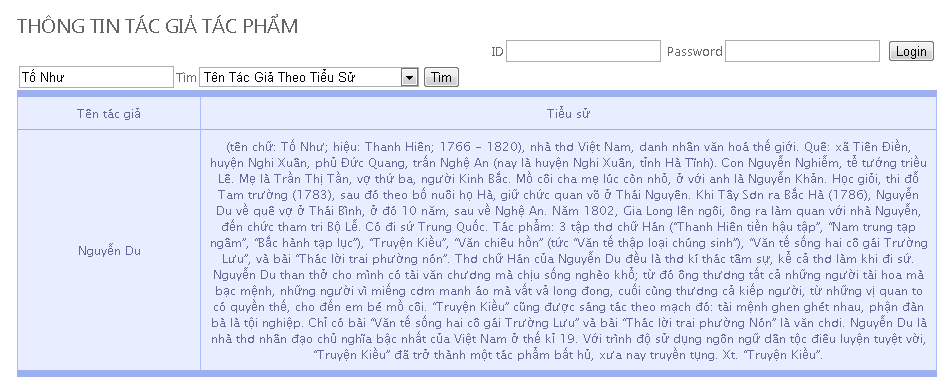 THÔNG TIN TÁC GIẢ TÁC PHẨM
ID Password Login
Tố Như Tìm Tên Tác Giả Theo Tiểu Sử Tìm
Tên tác giả Tiểu sử
Nguyễn Du
(tên chữ: Tố Như; hiệu: Thanh Hiên; 1766 - 1820), nhà thơ Việt Nam, danh nhân văn hoá thế giới. Quê: xã Tiên Điền,
huyện Nghi Xuân, phủ Đức Quang, trấn Nghệ An (nay là huyện Nghi Xuân, tỉnh Hà Tĩnh). Con Nguyễn Nghiễm, tể tướng triều
Lê. Mẹ là Trần Thị Tần, vợ thứ ba, người Kinh Bắc. Mồ côi cha mẹ lúc còn nhỏ, ở với anh là Nguyễn Khản. Học giỏi, thi đỗ
Tam trường (1783), sau đó theo bố nuôi họ Hà, giữ chức quan võ ở Thái Nguyên. Khi Tây Sơn ra Bắc Hà (1786), Nguyễn
Du về quê vợ ở Thái Bình, ở đó 10 năm, sau về Nghệ An. Năm 1802, Gia Long lên ngôi, ông ra làm quan với nhà Nguyễn,
đến chức tham tri Bộ Lễ. Có đi sứ Trung Quốc. Tác phẩm: 3 tập thơ chữ Hán ("Thanh Hiên tiền hậu tập", "Nam trung tạp
ngâm", "Bắc hành tạp lục"), "Truyện Kiều", "Văn chiêu hồn" (tức "Văn tế thập loại chúng sinh"), "Văn tế sống hai cô gái Trường
Lưu", và bài "Thác lời trai phường nón". Thơ chữ Hán của Nguyễn Du đều là thơ kí thác tâm sự, kể cả thơ làm khi đi sứ.
Nguyễn Du than thở cho mình có tài văn chương mà chịu sống nghèo khổ; từ đó ông thương tất cả những người tài hoa mà
bạc mệnh, những người vì miếng cơm manh áo mà vất vả long đong, cuối cùng thương cả kiếp người, từ những vị quan to
có quyền thế, cho đến em bé mồ côi. "Truyện Kiều" cũng được sáng tác theo mạch đó: tài mệnh ghen ghét nhau, phận đàn
bà là tội nghiệp. Chỉ có bài "Văn tế sống hai cô gái Trường Lưu" và bài "Thác lời trai phường Nón" là văn chơi. Nguyễn Du là
nhà thơ nhân đạo chủ nghĩa bậc nhất của Việt Nam ở thế kỉ 19. Với trình độ sử dụng ngôn ngữ dân tộc điêu luyện tuyệt vời,
"Truyện Kiều" đã trở thành một tác phẩm bất hủ, xưa nay truyền tụng. Xt. "Truyện Kiều".